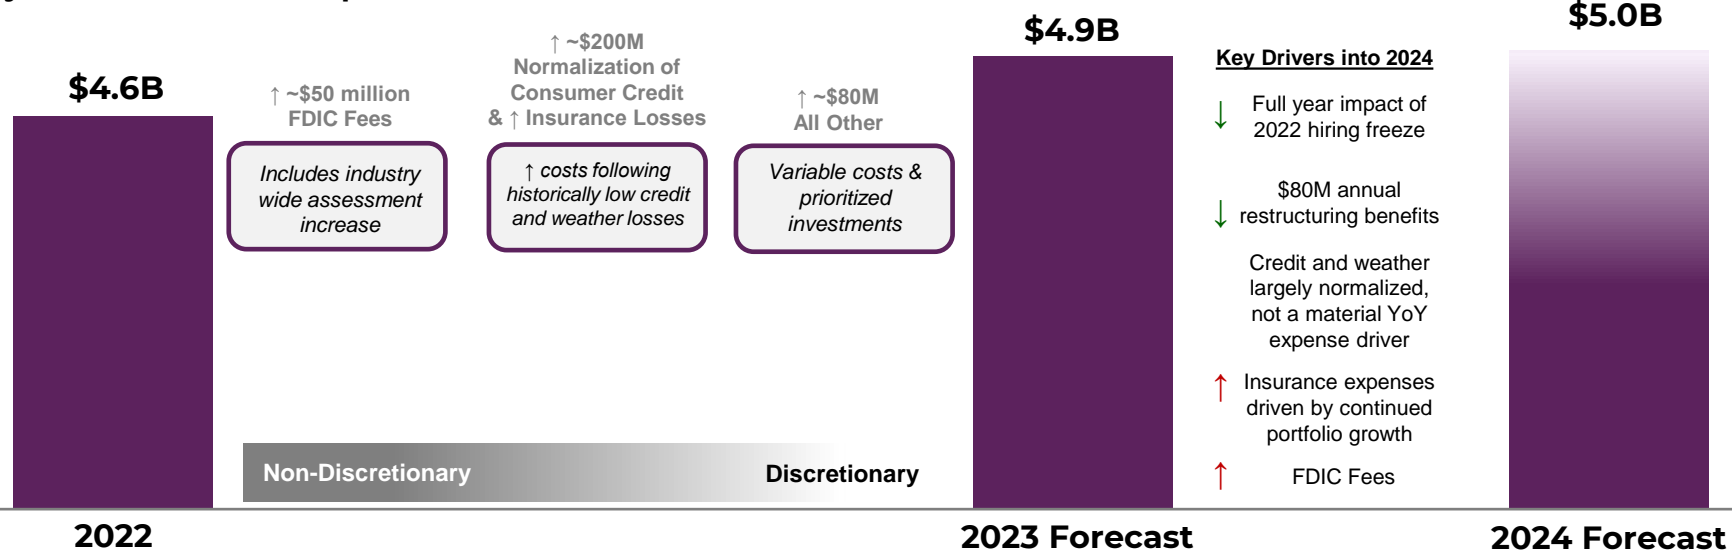 $4.6B
↑ ~$50 million
FDIC Fees
Includes industry
wide assessment
increase
↑ ~$200M
Normalization of
Consumer Credit
& ↑ Insurance Losses
↑ costs following
historically low credit
and weather losses
↑ ~$80M
All Other
Variable costs &
prioritized
investments
Non-Discretionary
Discretionary
$4.9B
Key Drivers into 2024
↓ Full year impact of
2022 hiring freeze
$80M annual
↓ restructuring benefits
Credit and weather
largely normalized,
not a material YoY
expense driver
↑ Insurance expenses
driven by continued
portfolio growth
↑ FDIC Fees
$5.0B
2022
2023 Forecast
2024 Forecast